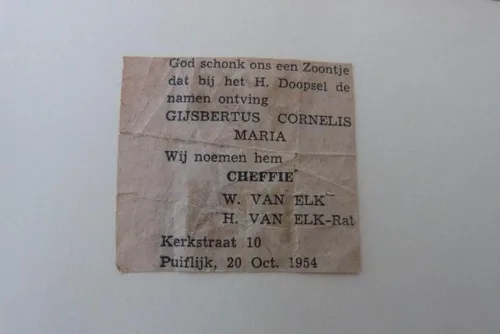 God schonk ons een Zoontje
dat bij het H. Doopsel de
namen ontving
GIJSBERTUS CORNELIS
MARIA
Wij noemen hem
CHEFFIE
W. VAN ELK
H. VAN ELK-Rat
Kerkstraat 10
Puiflijk, 20 Oct. 1954